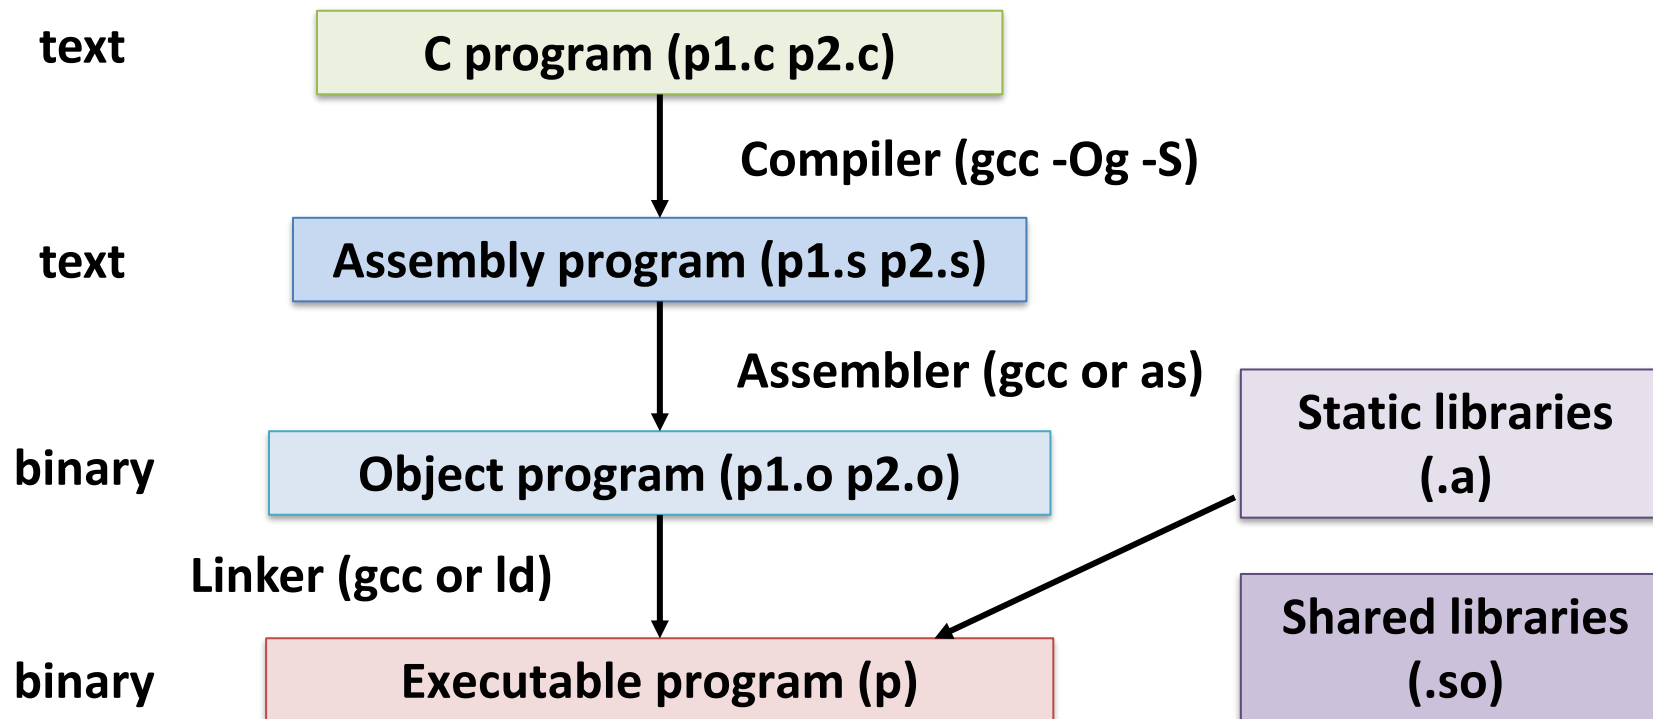 text
C program (p1.c p2.c)
Compiler (gcc -Og -S)
text
Assembly program (p1.s p2.s)
Assembler (gcc or as)
Static libraries
(.a)
binary
Object program (p1.o p2.o)
Linker (gcc or ld)
Shared libraries
(.so)
binary
Executable program (p)